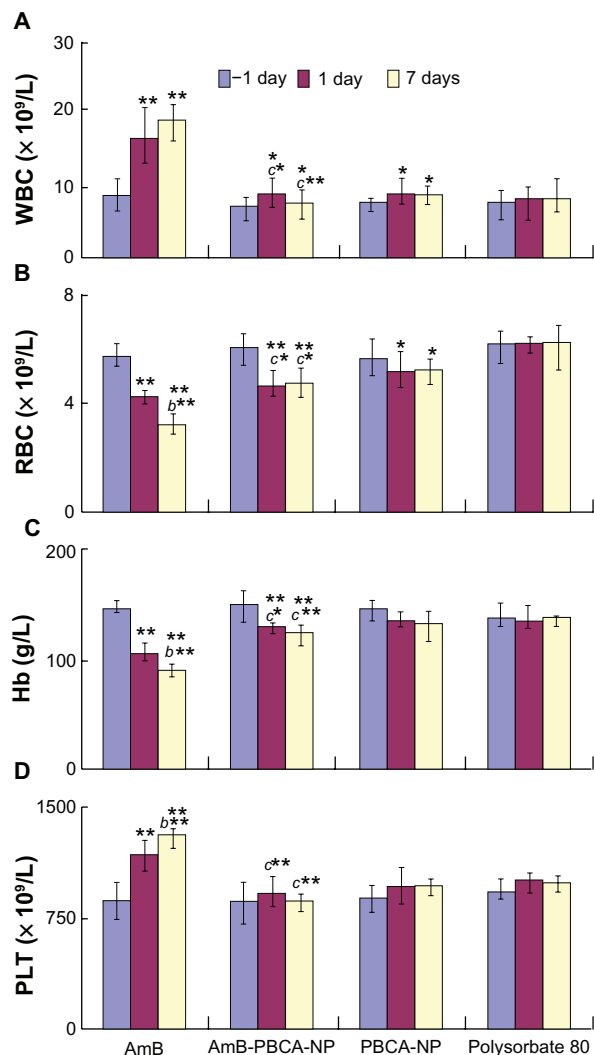 A
WBC (× 10⁹/L)
30
20
10
0
−1 day 1 day 7 days
** **
* *
c* c**
* *
B
RBC (× 10⁹/L)
8
4
0
** **
b**
** **
c* c*
* *
C
Hb (g/L)
200
100
0
** **
b**
** **
c* c**
D
PLT (× 10⁹/L)
1500
750
0
** **
b**
c** c**
AmB AmB-PBCA-NP PBCA-NP Polysorbate 80